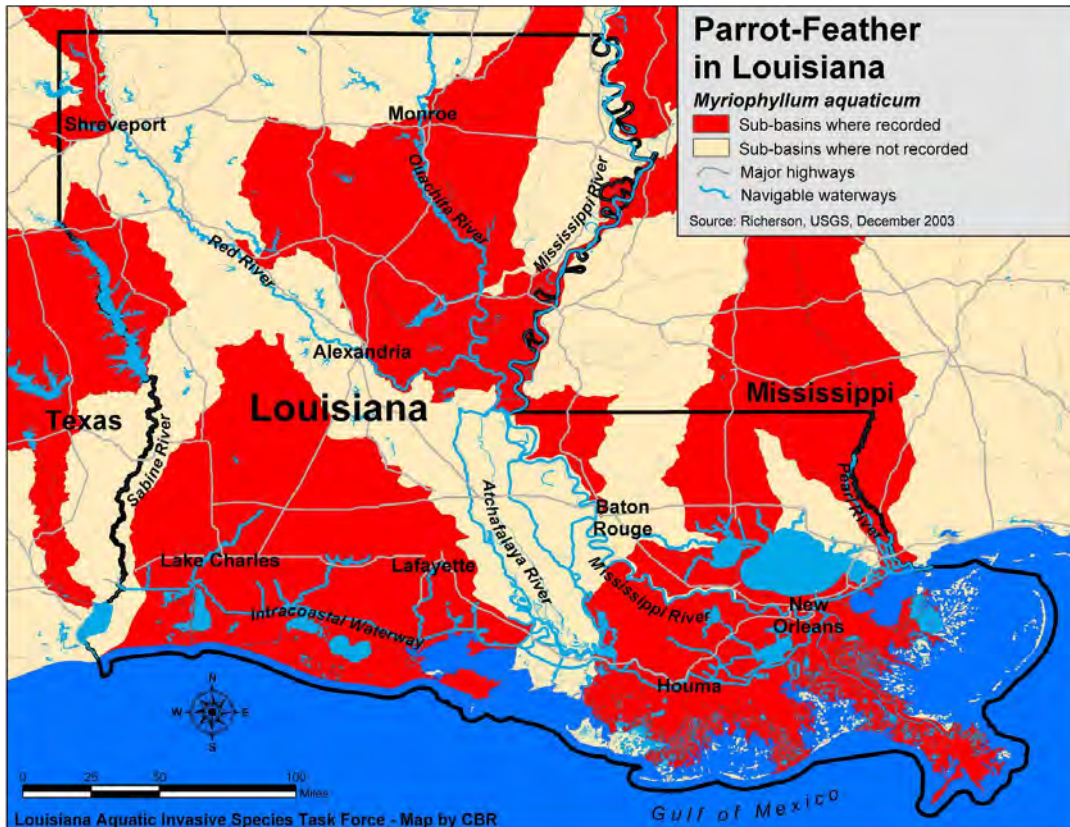 Parrot-Feather
in Louisiana
Myriophyllum aquaticum
Sub-basins where recorded
Sub-basins where not recorded
Major highways
Navigable waterways
Source: Richerson, USGS, December 2003
Shreveport
Monroe
Ouachita River
Mississippi River
Red River
Alexandria
Louisiana
Mississippi
Texas
Sabine River
Pearl River
Atchafalaya River
Baton
Rouge
Lake Charles
Lafayette
Mississippi River
Intracoastal Waterway
New
Orleans
Houma
N
W E
S
0 25 50 100
Miles
Gulf of Mexico
Louisiana Aquatic Invasive Species Task Force - Map by CBR